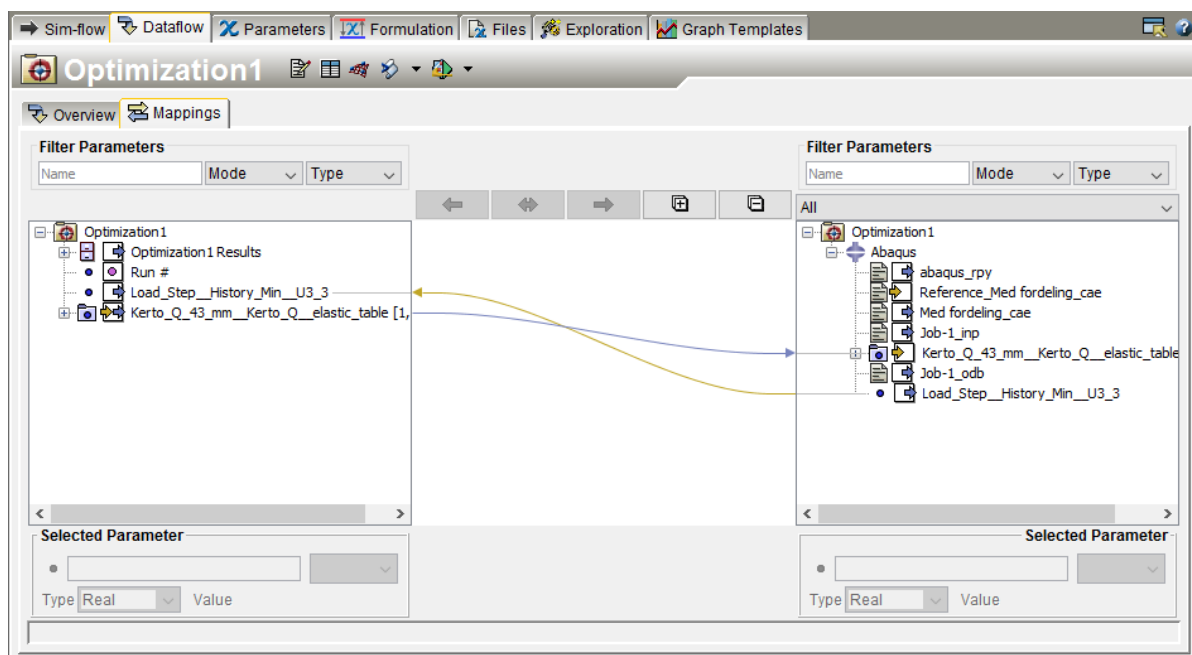 Sim-flow Dataflow Parameters Formulation Files Exploration Graph Templates
Optimization1
Overview Mappings
Filter Parameters
Name Mode Type
Filter Parameters
Name Mode Type
All
Optimization1
Optimization1 Results
Run #
Load_Step__History_Min__U3_3
Kerto_Q_43_mm__Kerto_Q__elastic_table [1,
Optimization1
Abaqus
abaqus_rpy
Reference_Med fordeling_cae
Med fordeling_cae
Job-1_inp
Kerto_Q_43_mm__Kerto_Q__elastic_table
Job-1_odb
Load_Step__History_Min__U3_3
Selected Parameter
Type Real Value
Selected Parameter
Type Real Value